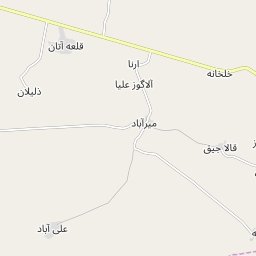 قلعه آتان
ارنا
خلخانه
آلاگوز علیا
ذلیلان
میرآباد
قالا جیق
علی آباد